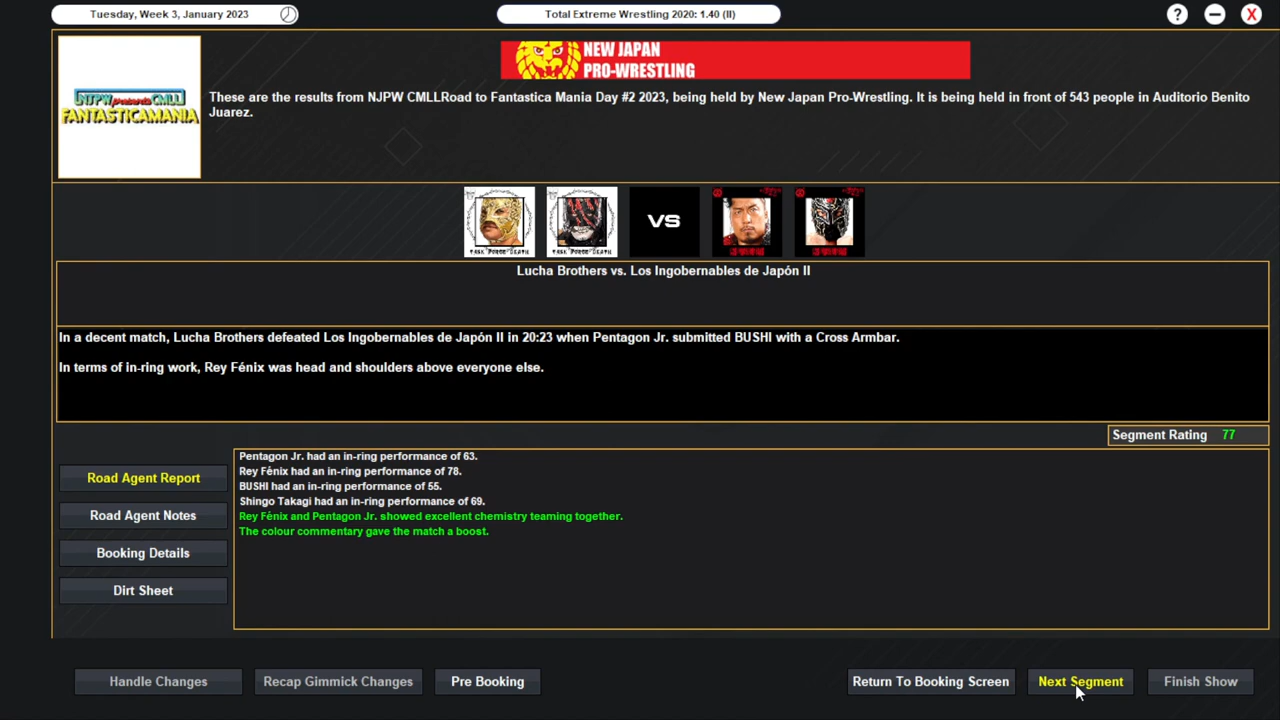 Tuesday, Week 3, January 2023
Total Extreme Wrestling 2020: 1.40 (II)
?
X
NEW JAPAN
PRO-WRESTLING
NJPW presents CMLL
FANTASTICAMANIA
These are the results from NJPW CMLLRoad to Fantastica Mania Day #2 2023, being held by New Japan Pro-Wrestling. It is being held in front of 543 people in Auditorio Benito
Juarez.
TASK FORCE DEATH
TASK FORCE DEATH
VS
Lucha Brothers vs. Los Ingobernables de Japón II
In a decent match, Lucha Brothers defeated Los Ingobernables de Japón II in 20:23 when Pentagon Jr. submitted BUSHI with a Cross Armbar.
In terms of in-ring work, Rey Fénix was head and shoulders above everyone else.
Segment Rating 77
Road Agent Report
Road Agent Notes
Booking Details
Dirt Sheet
Pentagon Jr. had an in-ring performance of 63.
Rey Fénix had an in-ring performance of 78.
BUSHI had an in-ring performance of 55.
Shingo Takagi had an in-ring performance of 69.
Rey Fénix and Pentagon Jr. showed excellent chemistry teaming together.
The colour commentary gave the match a boost.
Handle Changes
Recap Gimmick Changes
Pre Booking
Return To Booking Screen
Next Segment
Finish Show